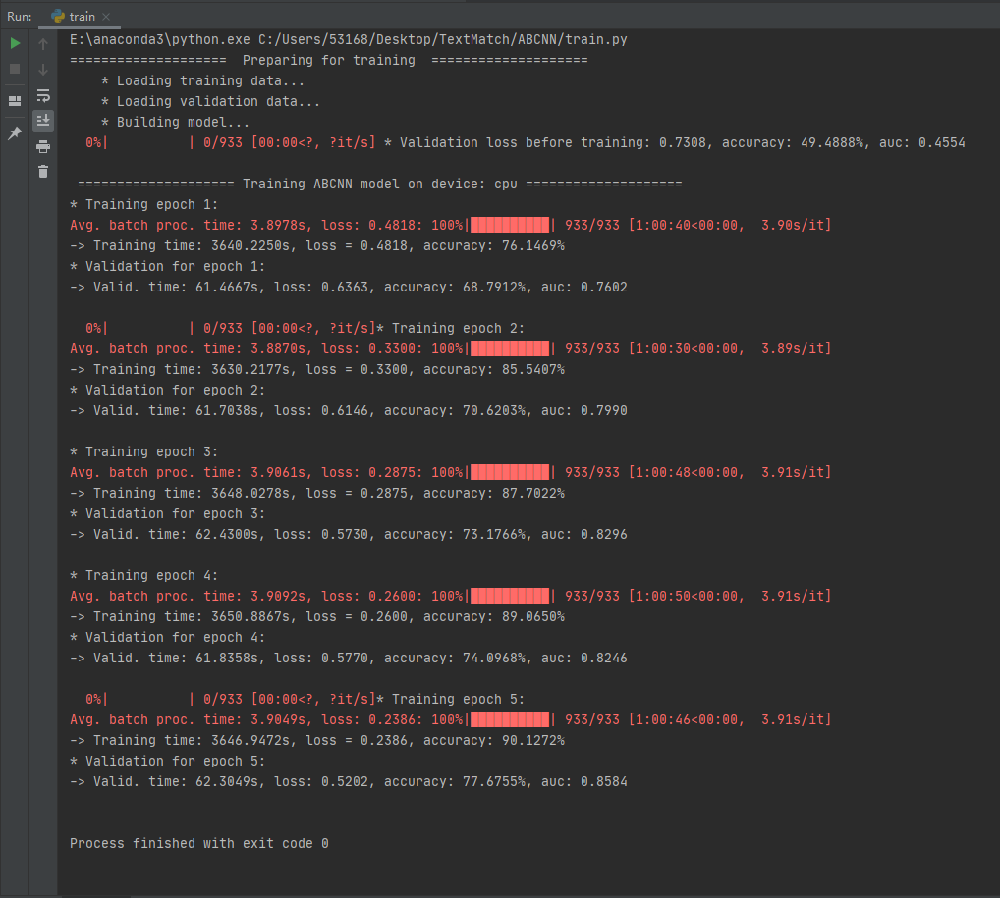 Run: train
E:\anaconda3\python.exe C:/Users/53168/Desktop/TextMatch/ABCNN/train.py
==================== Preparing for training ====================
* Loading training data...
* Loading validation data...
* Building model...
0%| | 0/933 [00:00<?, ?it/s] * Validation loss before training: 0.7308, accuracy: 49.4888%, auc: 0.4554
==================== Training ABCNN model on device: cpu ====================
* Training epoch 1:
Avg. batch proc. time: 3.8978s, loss: 0.4818: 100%|██████████| 933/933 [1:00:40<00:00, 3.90s/it]
-> Training time: 3640.2250s, loss = 0.4818, accuracy: 76.1469%
* Validation for epoch 1:
-> Valid. time: 61.4667s, loss: 0.6363, accuracy: 68.7912%, auc: 0.7602
0%| | 0/933 [00:00<?, ?it/s]* Training epoch 2:
Avg. batch proc. time: 3.8870s, loss: 0.3300: 100%|██████████| 933/933 [1:00:30<00:00, 3.89s/it]
-> Training time: 3630.2177s, loss = 0.3300, accuracy: 85.5407%
* Validation for epoch 2:
-> Valid. time: 61.7038s, loss: 0.6146, accuracy: 70.6203%, auc: 0.7990
* Training epoch 3:
Avg. batch proc. time: 3.9061s, loss: 0.2875: 100%|██████████| 933/933 [1:00:48<00:00, 3.91s/it]
-> Training time: 3648.0278s, loss = 0.2875, accuracy: 87.7022%
* Validation for epoch 3:
-> Valid. time: 62.4300s, loss: 0.5730, accuracy: 73.1766%, auc: 0.8296
* Training epoch 4:
Avg. batch proc. time: 3.9092s, loss: 0.2600: 100%|██████████| 933/933 [1:00:50<00:00, 3.91s/it]
-> Training time: 3650.8867s, loss = 0.2600, accuracy: 89.0650%
* Validation for epoch 4:
-> Valid. time: 61.8358s, loss: 0.5770, accuracy: 74.0968%, auc: 0.8246
0%| | 0/933 [00:00<?, ?it/s]* Training epoch 5:
Avg. batch proc. time: 3.9049s, loss: 0.2386: 100%|██████████| 933/933 [1:00:46<00:00, 3.91s/it]
-> Training time: 3646.9472s, loss = 0.2386, accuracy: 90.1272%
* Validation for epoch 5:
-> Valid. time: 62.3049s, loss: 0.5202, accuracy: 77.6755%, auc: 0.8584
Process finished with exit code 0